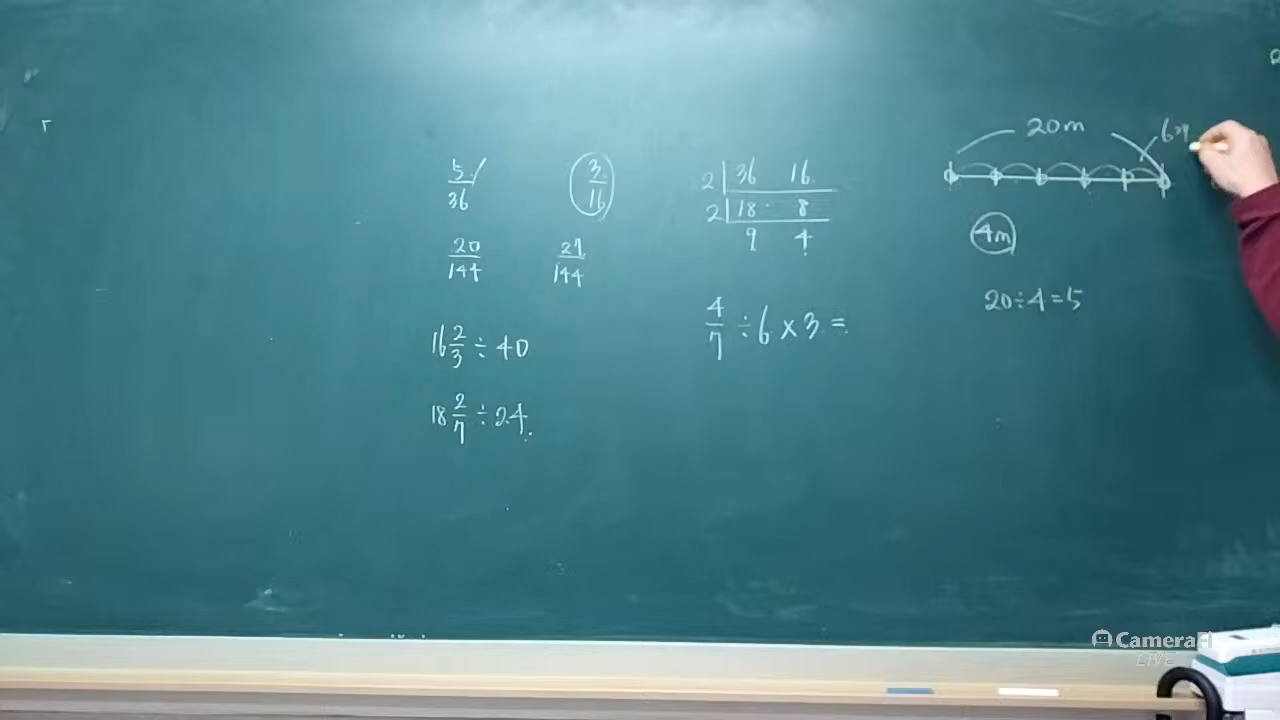 5/36 3/16
20/144 27/144
16 2/3 ÷ 40
18 2/7 ÷ 24
2 36 16
2 18 8
9 4
4/7 ÷ 6 × 3 =
20m
4m
20÷4=5
CameraFi
LIVE